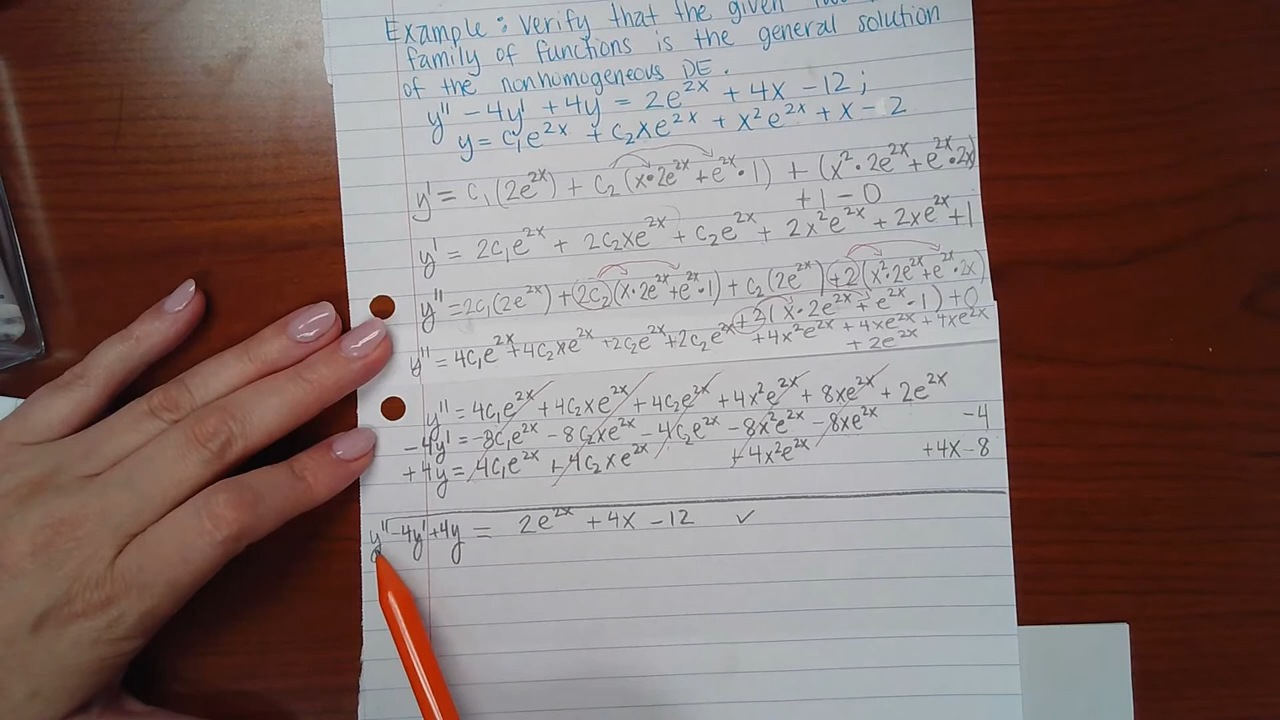 Example: Verify that the given
family of functions is the general solution
of the nonhomogeneous DE.
y'' - 4y' + 4y = 2e^{2x} + 4x - 12;
y = c₁e^{2x} + c₂xe^{2x} + x²e^{2x} + x - 2
y' = c₁(2e^{2x}) + c₂(x·2e^{2x} + e^{2x}·1) + (x²·2e^{2x} + e^{2x}·2x)
+ 1 - 0
y' = 2c₁e^{2x} + 2c₂xe^{2x} + c₂e^{2x} + 2x²e^{2x} + 2xe^{2x} + 1
y'' = 2c₁(2e^{2x}) + 2c₂(x·2e^{2x} + e^{2x}·1) + c₂(2e^{2x}) + 2(x²·2e^{2x} + e^{2x}·2x)
+ 2(x·2e^{2x} + e^{2x}·1) + 0
y'' = 4c₁e^{2x} + 4c₂xe^{2x} + 2c₂e^{2x} + 2c₂e^{2x} + 4x²e^{2x} + 4xe^{2x} + 4xe^{2x}
+ 2e^{2x}
y'' = 4c₁e^{2x} + 4c₂xe^{2x} + 4c₂e^{2x} + 4x²e^{2x} + 8xe^{2x} + 2e^{2x}
-4y' = -8c₁e^{2x} - 8c₂xe^{2x} - 4c₂e^{2x} - 8x²e^{2x} - 8xe^{2x} - 4
+4y = 4c₁e^{2x} + 4c₂xe^{2x} + 4x²e^{2x} + 4x - 8
y'' - 4y' + 4y = 2e^{2x} + 4x - 12 ✓